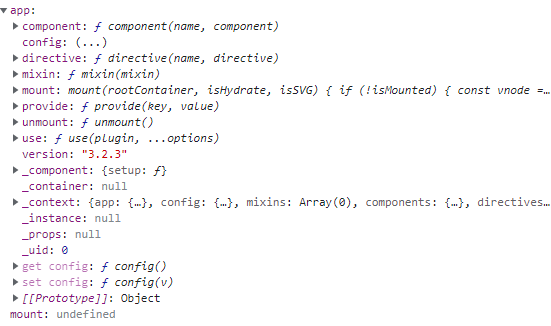 app:
component: ƒ component(name, component)
config: (...)
directive: ƒ directive(name, directive)
mixin: ƒ mixin(mixin)
mount: mount(rootContainer, isHydrate, isSVG) { if (!isMounted) { const vnode =…
provide: ƒ provide(key, value)
unmount: ƒ unmount()
use: ƒ use(plugin, ...options)
version: "3.2.3"
_component: {setup: ƒ}
_container: null
_context: {app: {…}, config: {…}, mixins: Array(0), components: {…}, directives…
_instance: null
_props: null
_uid: 0
get config: ƒ config()
set config: ƒ config(v)
[[Prototype]]: Object
mount: undefined